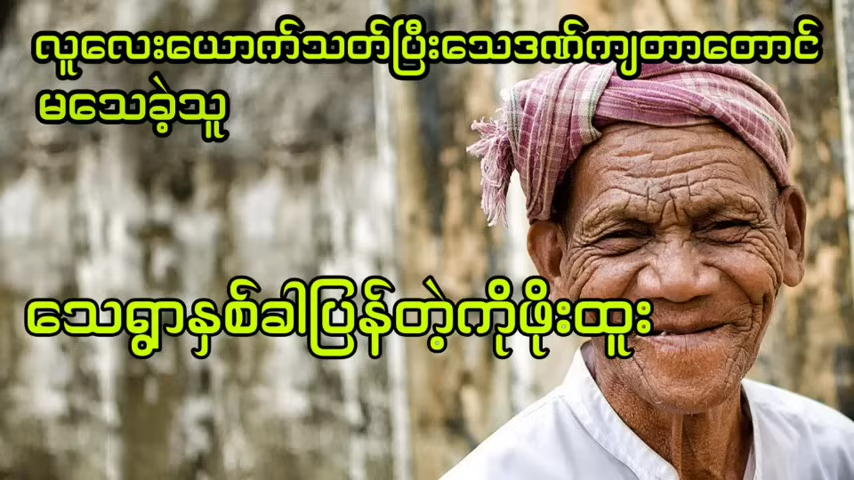 လူလေးယောက်သတ်ပြီးသေဒဏ်ကျတာတောင်
မသေခဲ့သူ
သေရွာနှစ်ခါပြန်တဲ့ကိုဖိုးထူး